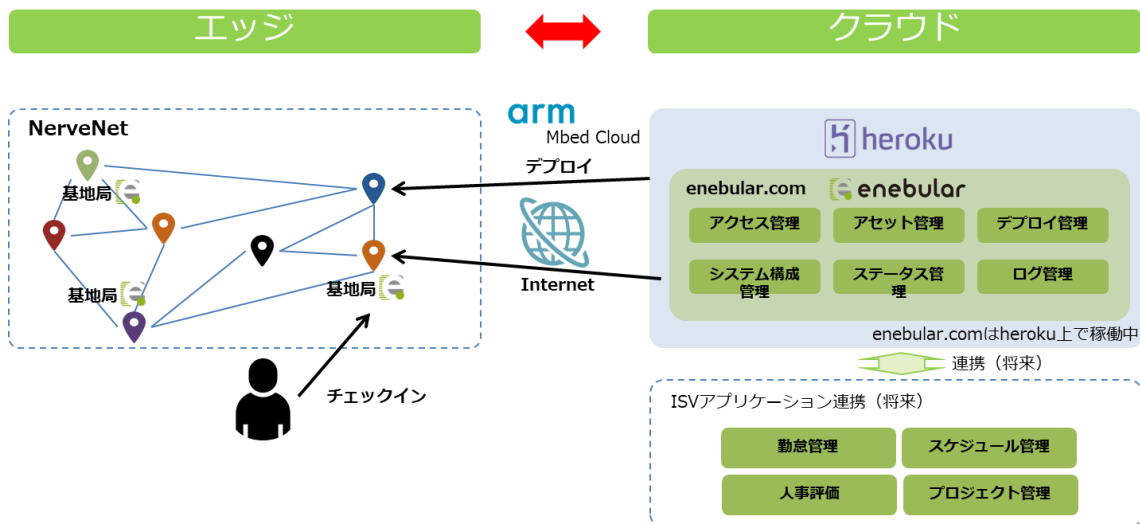 エッジ
クラウド
NerveNet
基地局
基地局
基地局
arm
Mbed Cloud
デプロイ
Internet
チェックイン
heroku
enebular.com
enebular
アクセス管理
アセット管理
デプロイ管理
システム構成
管理
ステータス管
理
ログ管理
enebular.comはheroku上で稼働中
連携（将来）
ISVアプリケーション連携（将来）
勤怠管理
スケジュール管理
人事評価
プロジェクト管理